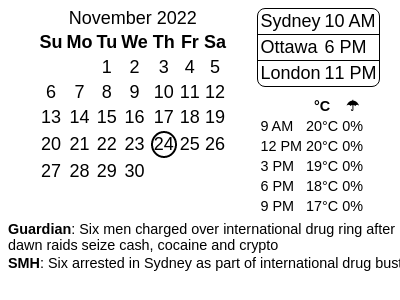 November 2022
Su Mo Tu We Th Fr Sa
1 2 3 4 5
6 7 8 9 10 11 12
13 14 15 16 17 18 19
20 21 22 23 24 25 26
27 28 29 30
Sydney 10 AM
Ottawa 6 PM
London 11 PM
°C ☂
9 AM 20°C 0%
12 PM 20°C 0%
3 PM 19°C 0%
6 PM 18°C 0%
9 PM 17°C 0%
Guardian: Six men charged over international drug ring after
dawn raids seize cash, cocaine and crypto
SMH: Six arrested in Sydney as part of international drug bust